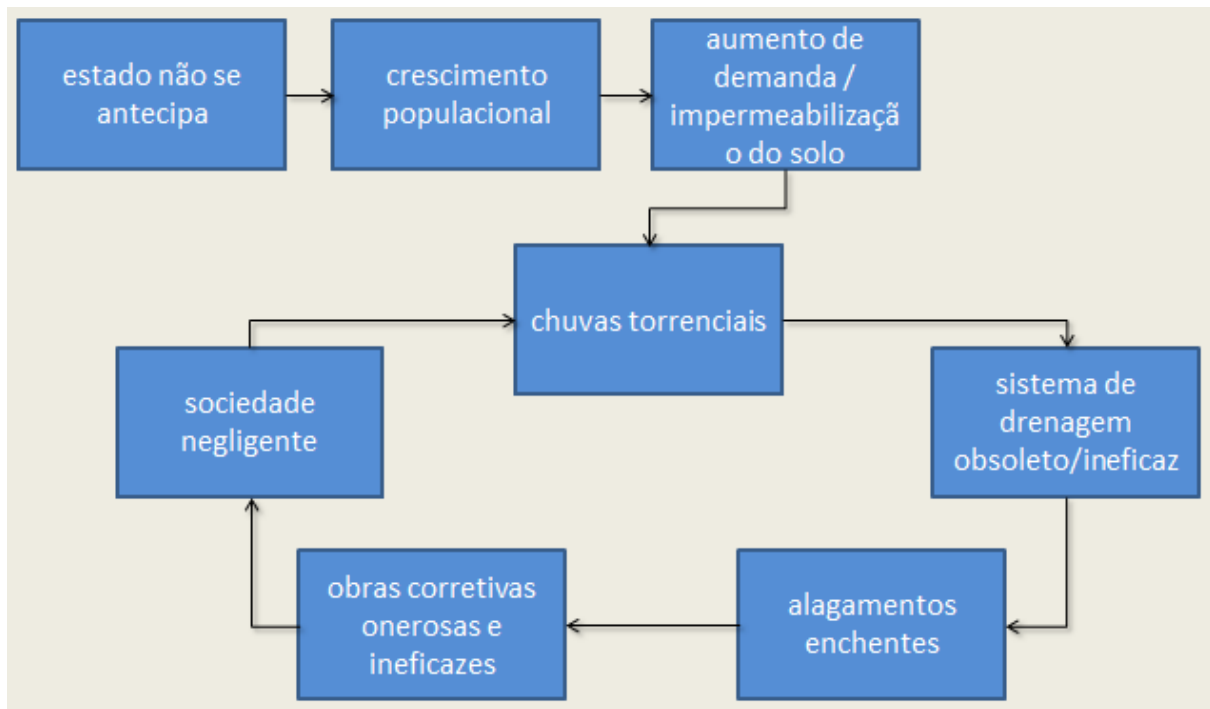 estado não se
antecipa
crescimento
populacional
aumento de
demanda /
impermeabilizaçã
o do solo
chuvas torrenciais
sistema de
drenagem
obsoleto/ineficaz
alagamentos
enchentes
obras corretivas
onerosas e
ineficazes
sociedade
negligente